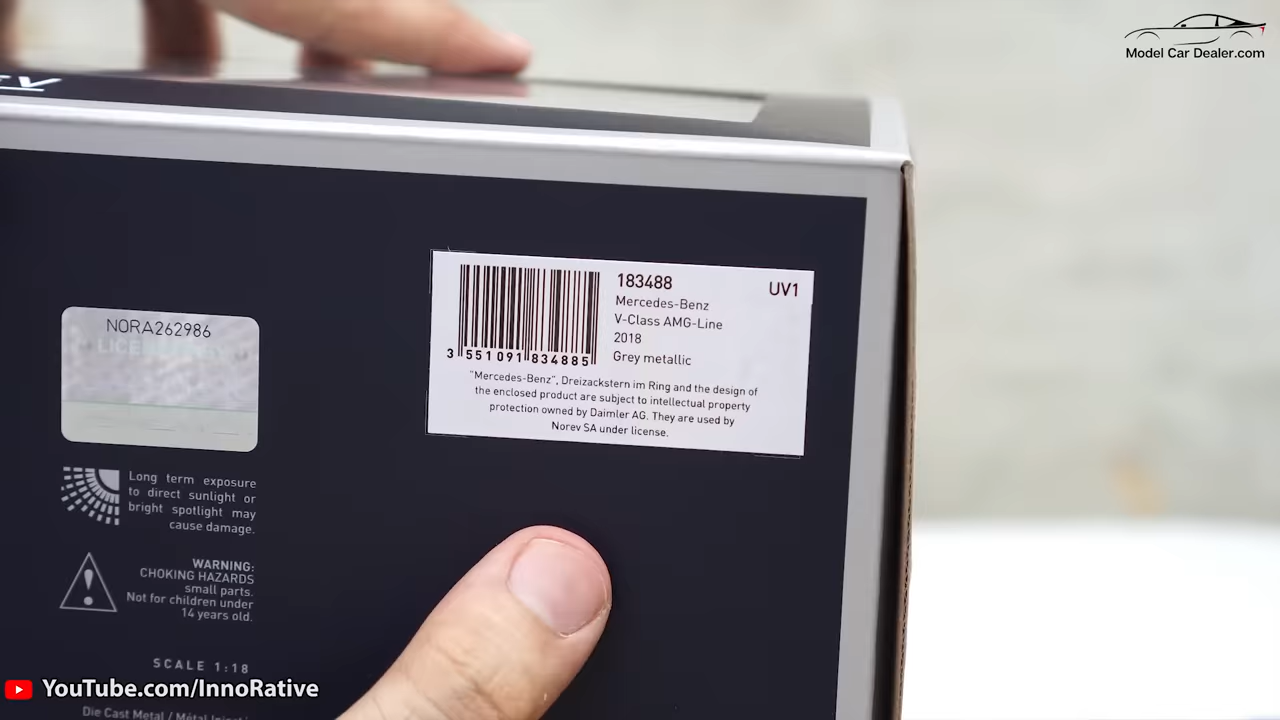 Model Car Dealer.com
183488
UV1
Mercedes-Benz
V-Class AMG-Line
2018
Grey metallic
3 551091 834885
"Mercedes-Benz", Dreizackstern im Ring and the design of
the enclosed product are subject to intellectual property
protection owned by Daimler AG. They are used by
Norev SA under license.
NORA262986
Long term exposure
to direct sunlight or
bright spotlight may
cause damage.
WARNING:
CHOKING HAZARDS
small parts.
Not for children under
14 years old.
SCALE 1:18
YouTube.com/InnoRative
Die Cast Metal / Métal